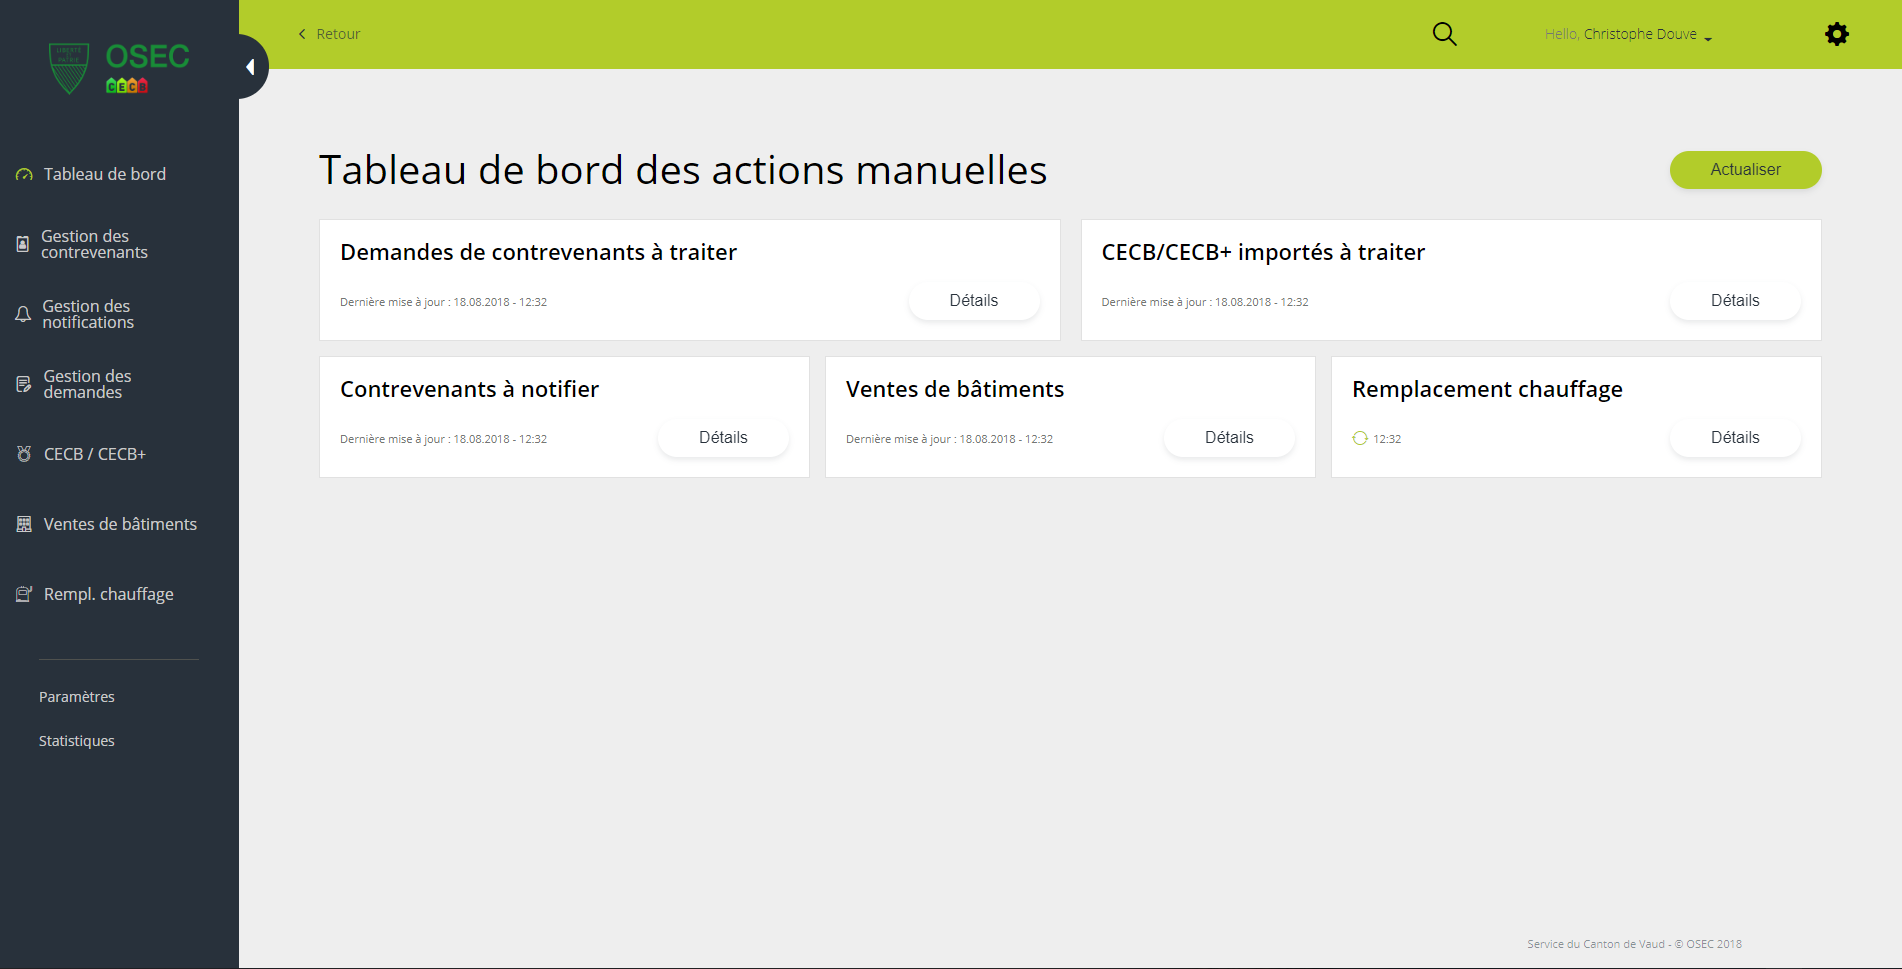 LIBERTÉ
ET
PATRIE
OSEC
CECB
Retour
Hello, Christophe Douve
Tableau de bord
Gestion des
contrevenants
Gestion des
notifications
Gestion des
demandes
CECB / CECB+
Ventes de bâtiments
Rempl. chauffage
Paramètres
Statistiques
Tableau de bord des actions manuelles
Actualiser
Demandes de contrevenants à traiter
Dernière mise à jour : 18.08.2018 - 12:32
Détails
CECB/CECB+ importés à traiter
Dernière mise à jour : 18.08.2018 - 12:32
Détails
Contrevenants à notifier
Dernière mise à jour : 18.08.2018 - 12:32
Détails
Ventes de bâtiments
Dernière mise à jour : 18.08.2018 - 12:32
Détails
Remplacement chauffage
12:32
Détails
Service du Canton de Vaud - © OSEC 2018